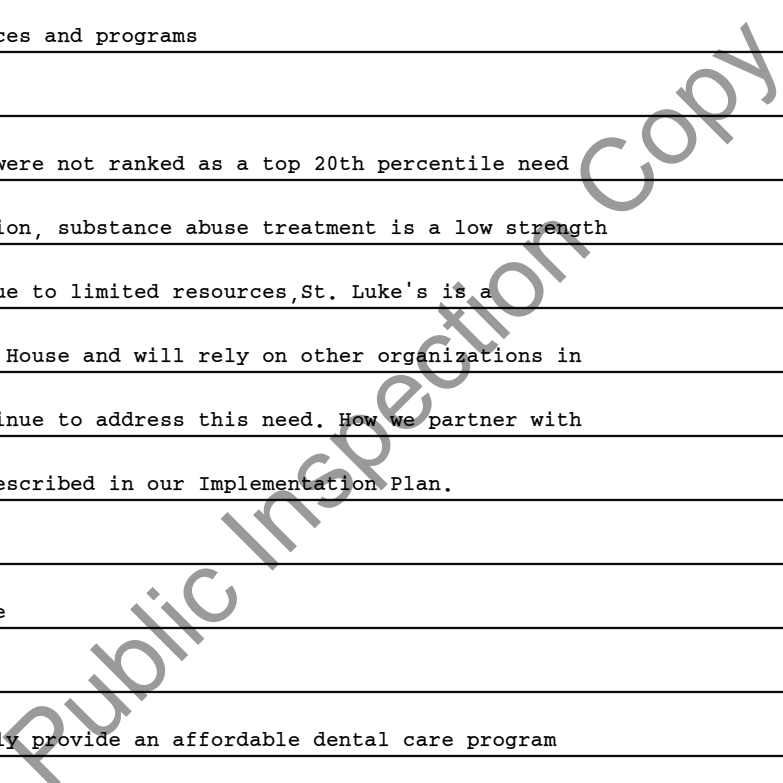 ces and programs
were not ranked as a top 20th percentile need
ion, substance abuse treatment is a low strength
ue to limited resources,St. Luke's is a
House and will rely on other organizations in
inue to address this need. How we partner with
escribed in our Implementation Plan.
e
ly provide an affordable dental care program
Public Inspection Copy